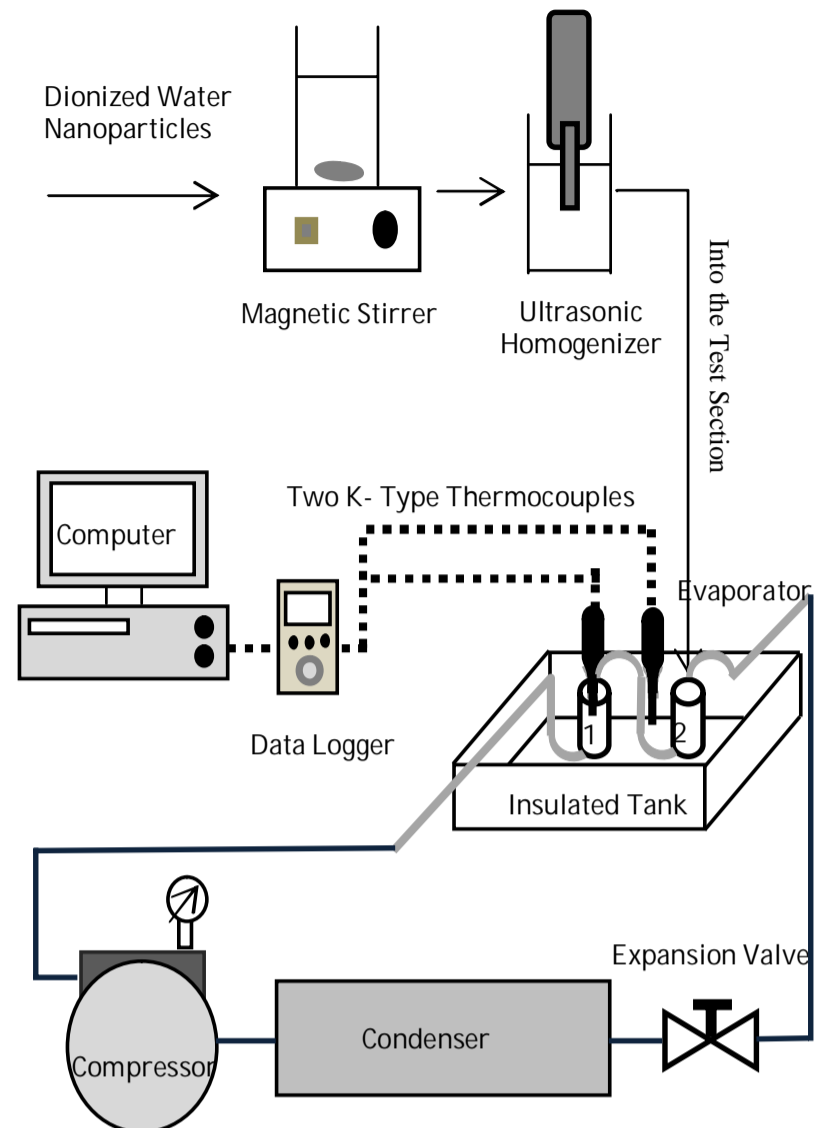 Dionized Water
Nanoparticles
Magnetic Stirrer
Ultrasonic
Homogenizer
Into the Test Section
Computer
Two K- Type Thermocouples
Evaporator
Data Logger
1
2
Insulated Tank
Expansion Valve
Condenser
Compressor